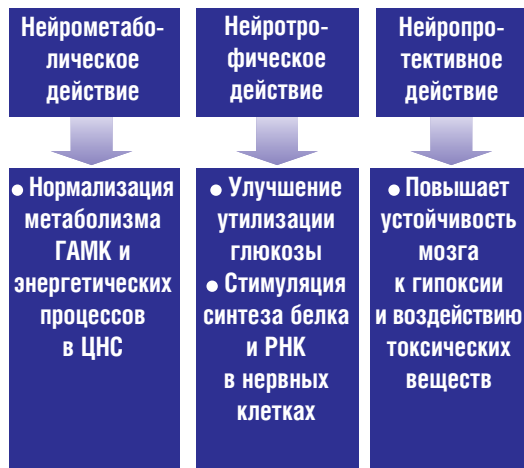 Нейрометабо-
лическое
действие
Нейротро-
фическое
действие
Нейропро-
тективное
действие
● Нормализация
метаболизма
ГАМК и
энергетических
процессов
в ЦНС
● Улучшение
утилизации
глюкозы
● Стимуляция
синтеза белка
и РНК
в нервных
клетках
● Повышает
устойчивость
мозга
к гипоксии
и воздействию
токсических
веществ